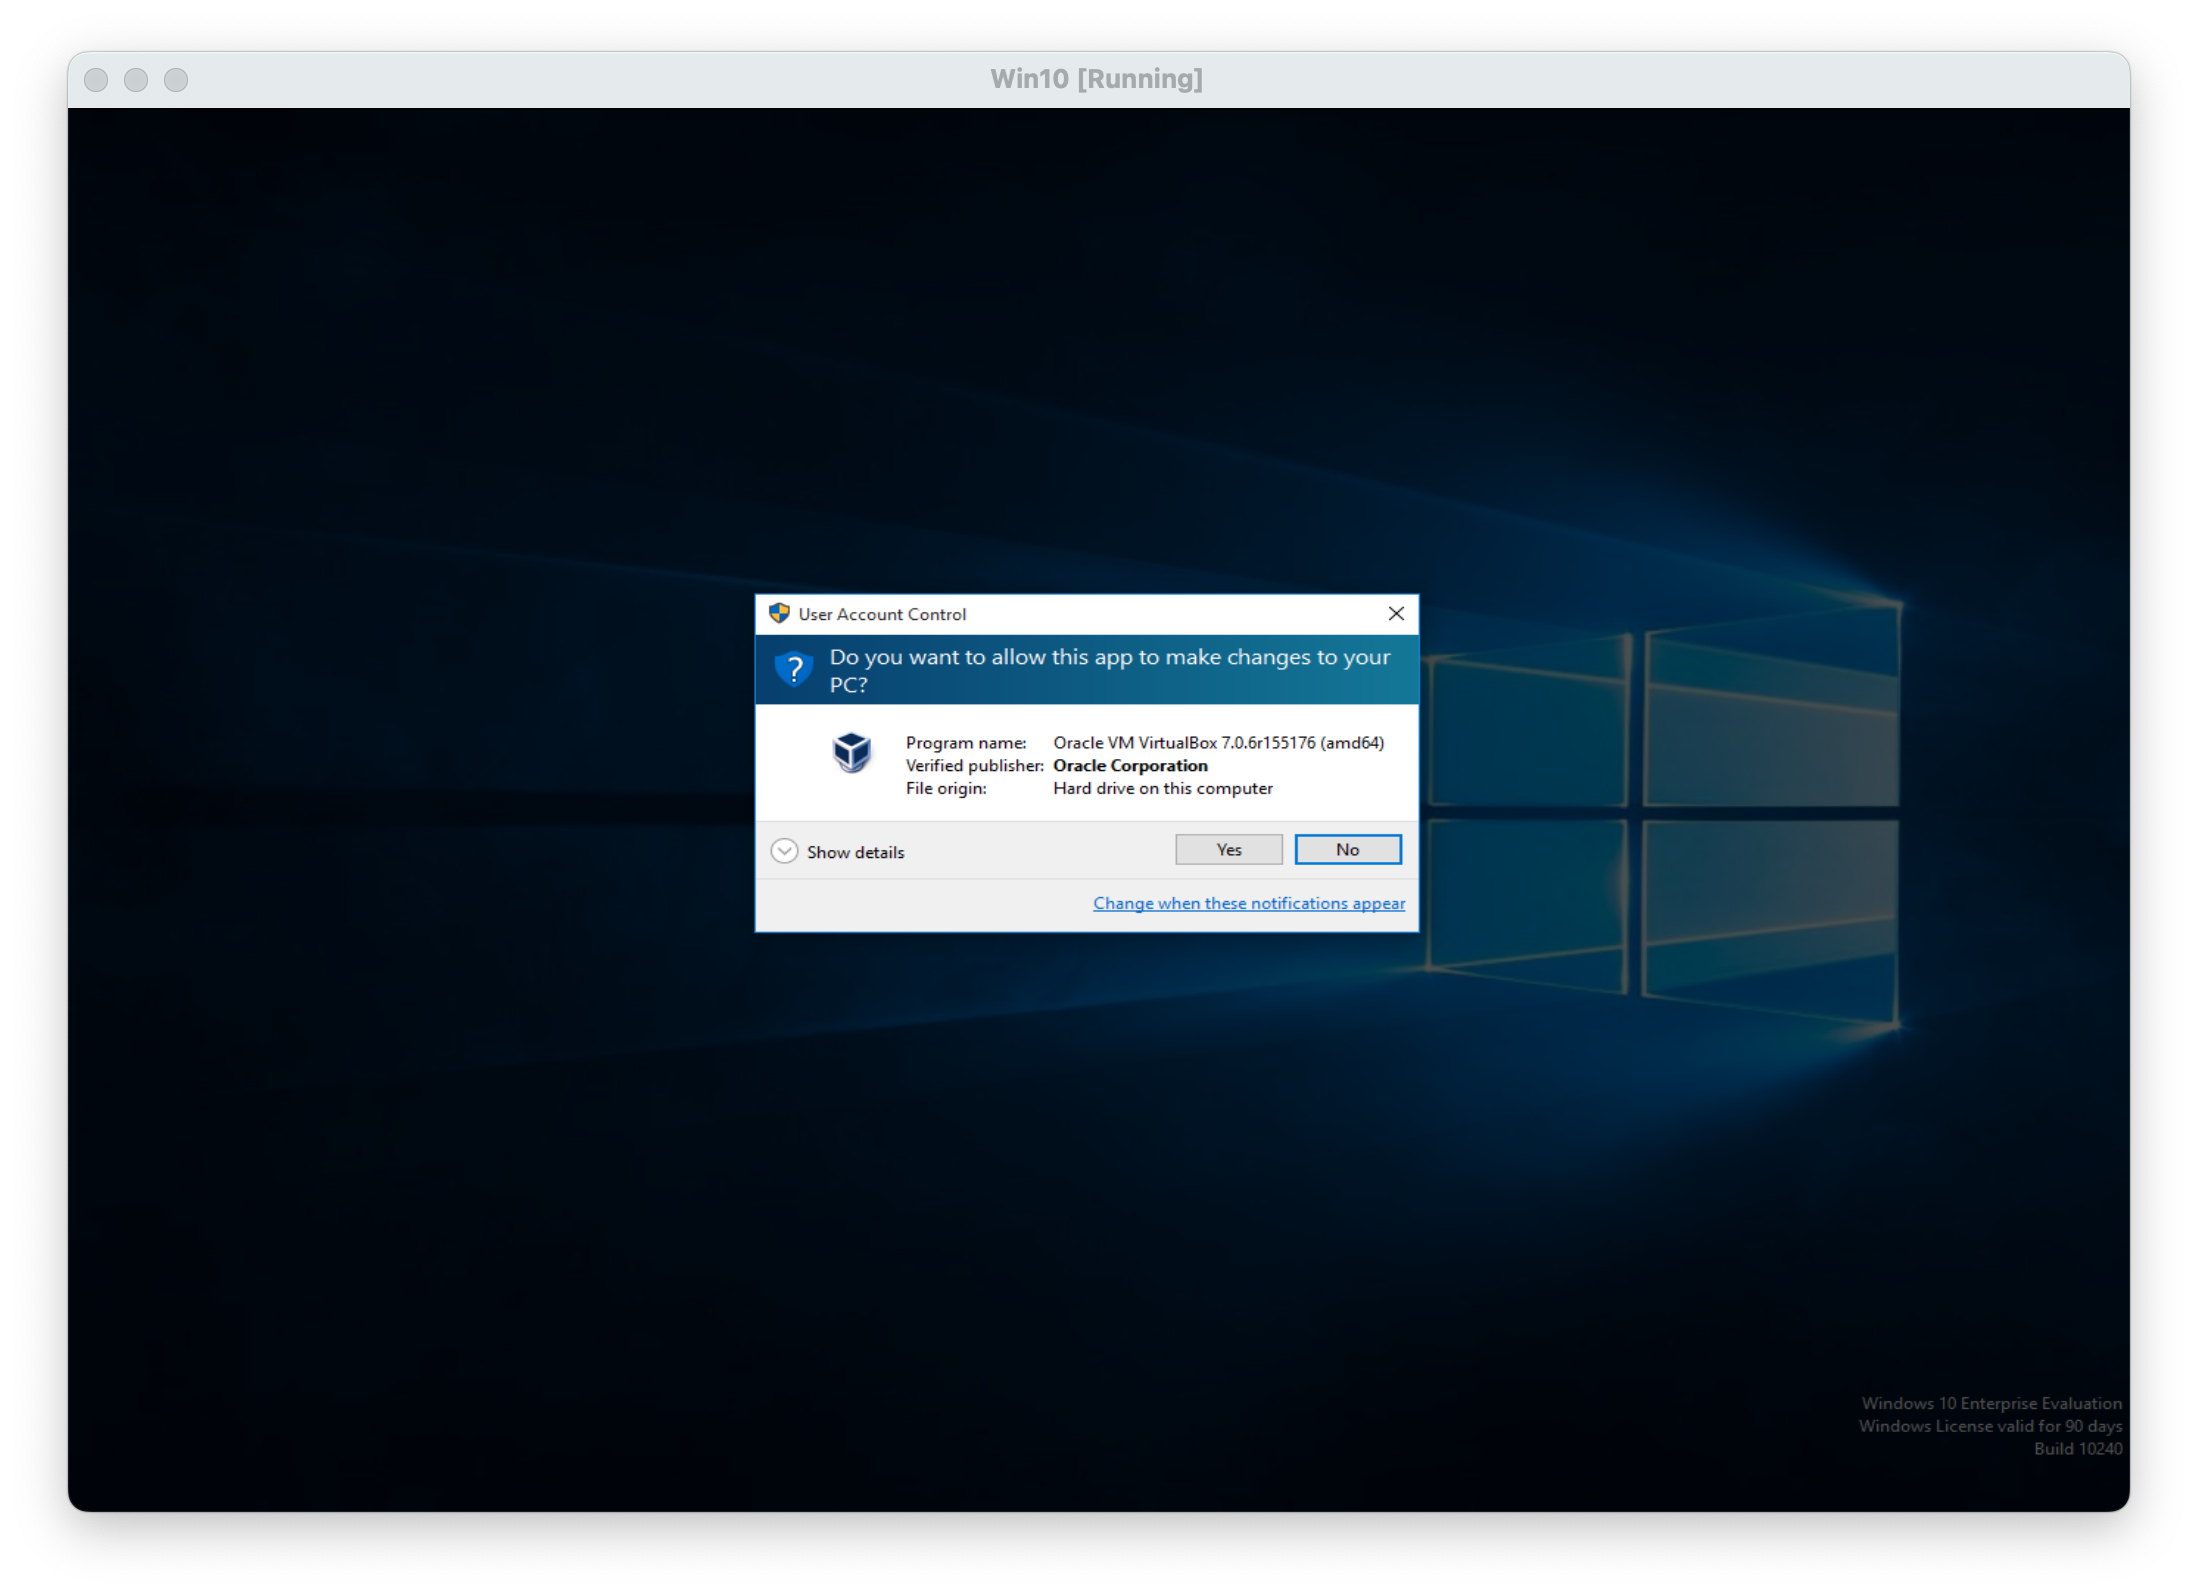 Win10 [Running]
User Account Control
Do you want to allow this app to make changes to your
PC?
Program name: Oracle VM VirtualBox 7.0.6r155176 (amd64)
Verified publisher: Oracle Corporation
File origin: Hard drive on this computer
Show details
Yes
No
Change when these notifications appear
Windows 10 Enterprise Evaluation
Windows License valid for 90 days
Build 10240